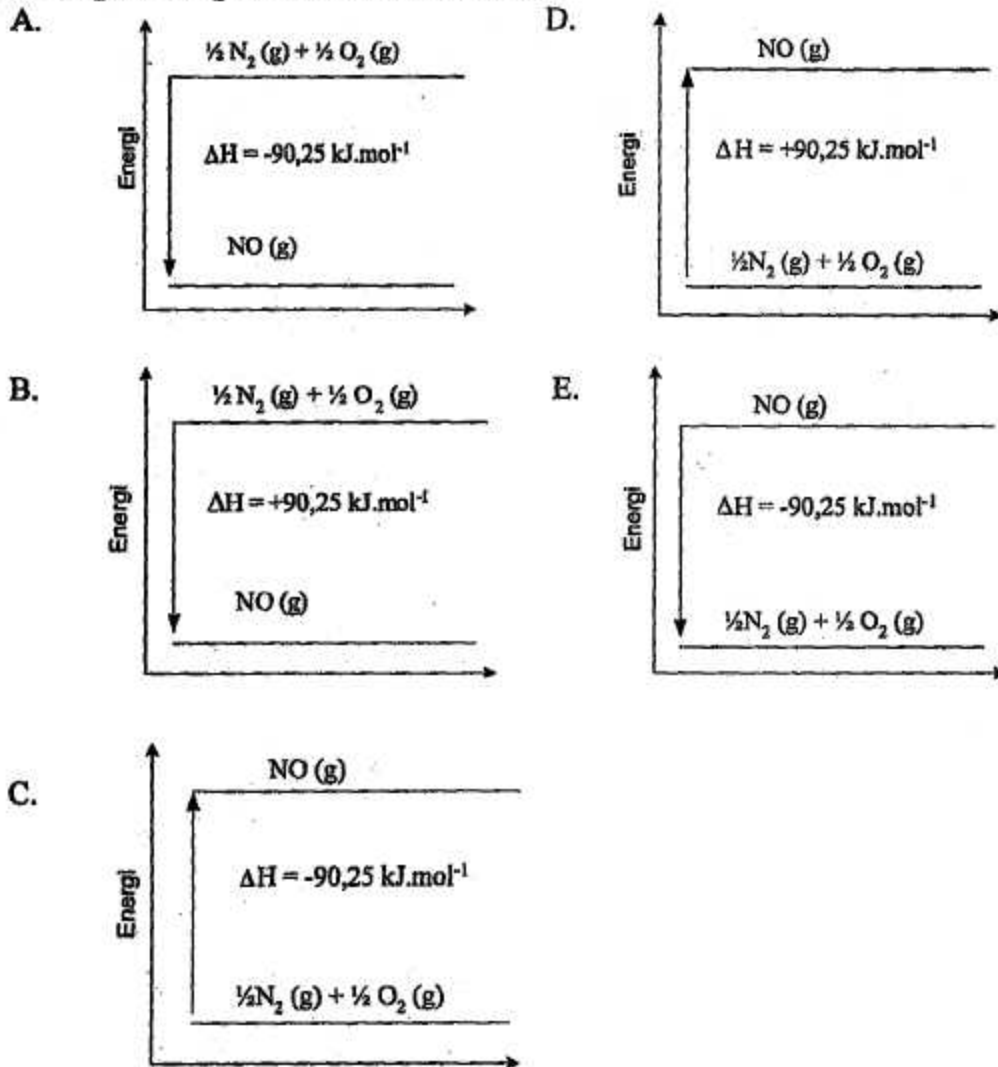 A.
½ N₂ (g) + ½ O₂ (g)
Energi
ΔH = -90,25 kJ.mol⁻¹
NO (g)
B.
½ N₂ (g) + ½ O₂ (g)
Energi
ΔH = +90,25 kJ.mol⁻¹
NO (g)
C.
NO (g)
Energi
ΔH = -90,25 kJ.mol⁻¹
½N₂ (g) + ½ O₂ (g)
D.
NO (g)
Energi
ΔH = +90,25 kJ.mol⁻¹
½N₂ (g) + ½ O₂ (g)
E.
NO (g)
Energi
ΔH = -90,25 kJ.mol⁻¹
½N₂ (g) + ½ O₂ (g)